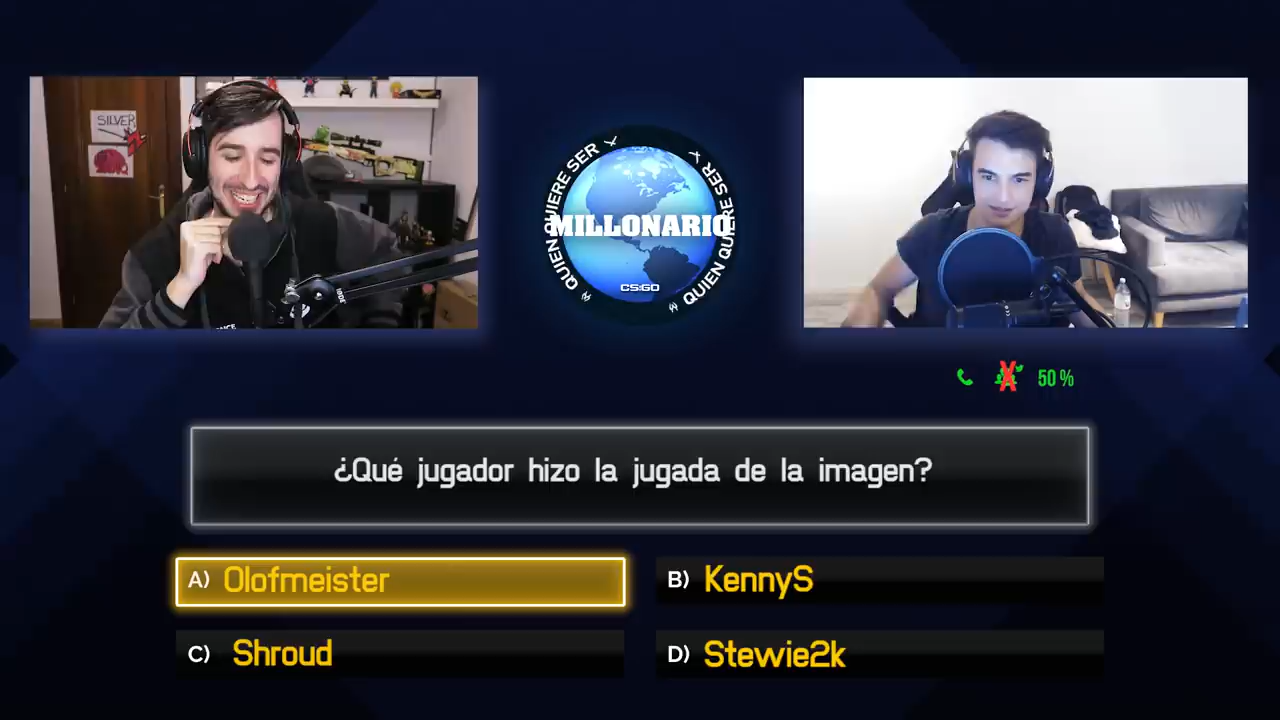 SILVER
QUIEN QUIERE SER
QUIEN QUIERE SER
MILLONARIO
CS:GO
50 %
¿Qué jugador hizo la jugada de la imagen?
A) Olofmeister
B) KennyS
C) Shroud
D) Stewie2k